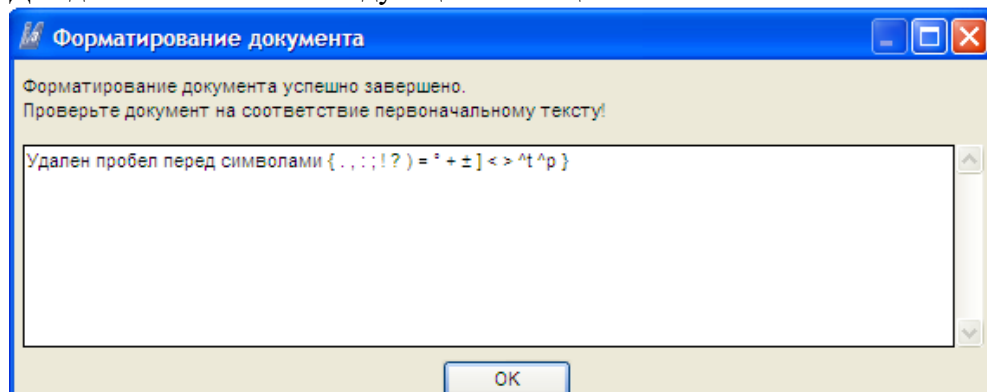 Форматирование документа
Форматирование документа успешно завершено.
Проверьте документ на соответствие первоначальному тексту!
Удален пробел перед символами { . , : ; ! ? ) = ° + ± ] < > ^t ^p }
OK